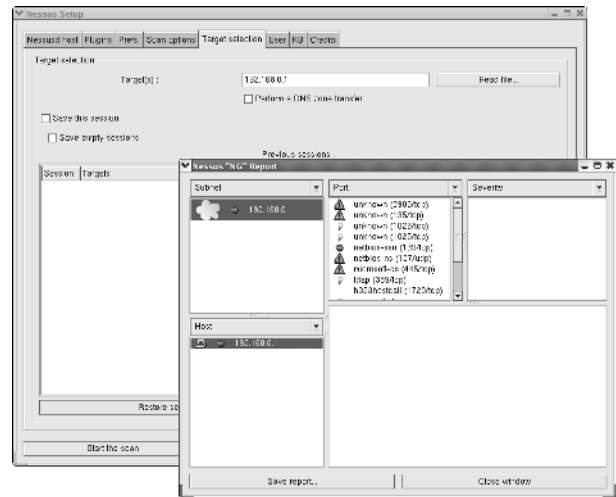 Nessus Setup
Nessusd host Plugins Prefs. Scan options Target selection User KB Credits
Target selection
Target(s) : 192.168.0.1 Read file...
Perform a DNS zone transfer
Save this session
Save empty sessions
Previous sessions :
Session Targets
Restore
Start the scan
Nessus "NG" Report
Subnet Port Severity
192.168.0
unknown (135/tcp)
unknown (1026/tcp)
unknown (1025/tcp)
netbios-ssn (139/tcp)
netbios-ns (137/udp)
microsoft-ds (445/tcp)
ldap (389/tcp)
h323hostcall (1720/tcp)
Host
192.168.0.
Save report... Close window